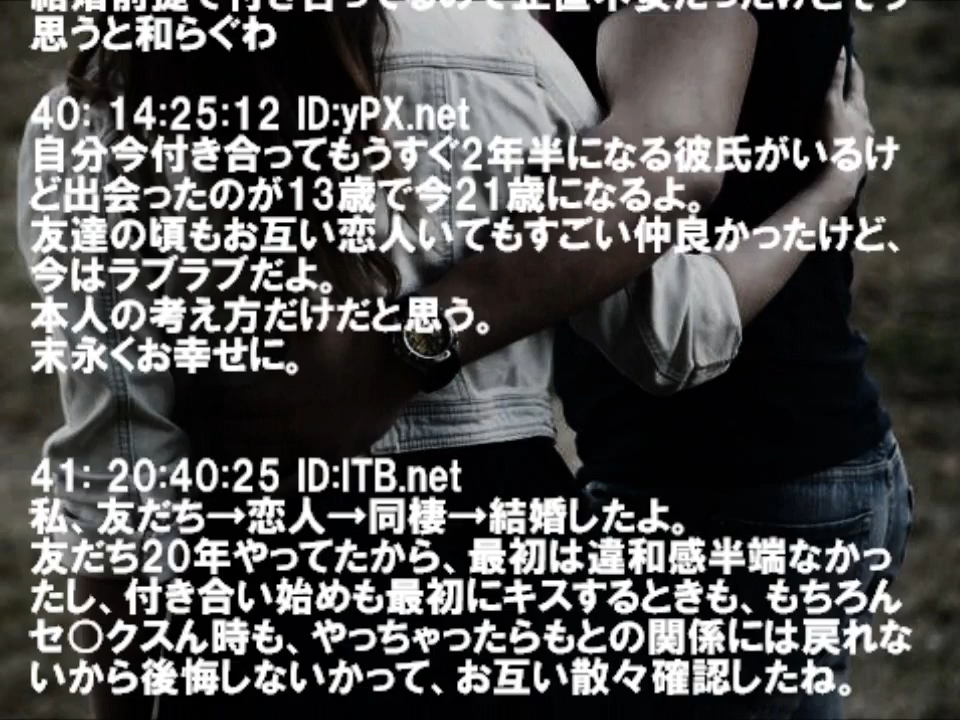 思うと和らぐわ
40: 14:25:12 ID:yPX.net
自分今付き合ってもうすぐ2年半になる彼氏がいるけ
ど出会ったのが13歳で今21歳になるよ。
友達の頃もお互い恋人いてもすごい仲良かったけど、
今はラブラブだよ。
本人の考え方だけだと思う。
末永くお幸せに。
41: 20:40:25 ID:ITB.net
私、友だち→恋人→同棲→結婚したよ。
友だち20年やってたから、最初は違和感半端なかっ
たし、付き合い始めも最初にキスするときも、もちろん
セ〇クスん時も、やっちゃったらもとの関係には戻れな
いから後悔しないかって、お互い散々確認したね。